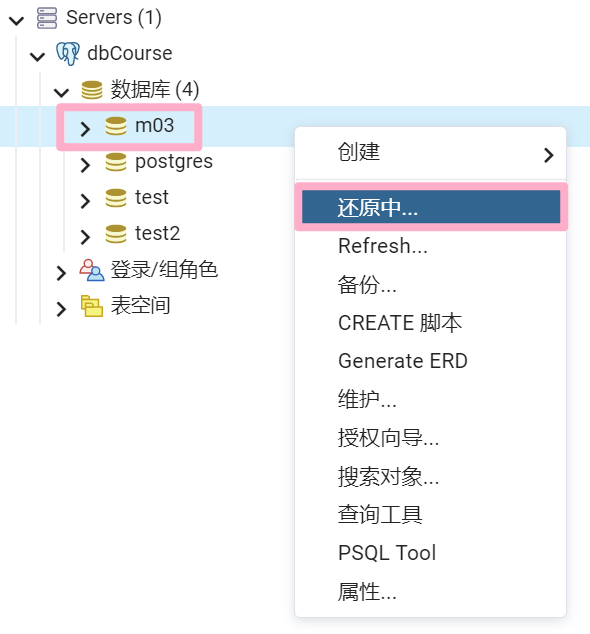 Servers (1)
dbCourse
数据库 (4)
m03
postgres
test
test2
登录/组角色
表空间
创建
还原中...
Refresh...
备份...
CREATE 脚本
Generate ERD
维护...
授权向导...
搜索对象...
查询工具
PSQL Tool
属性...